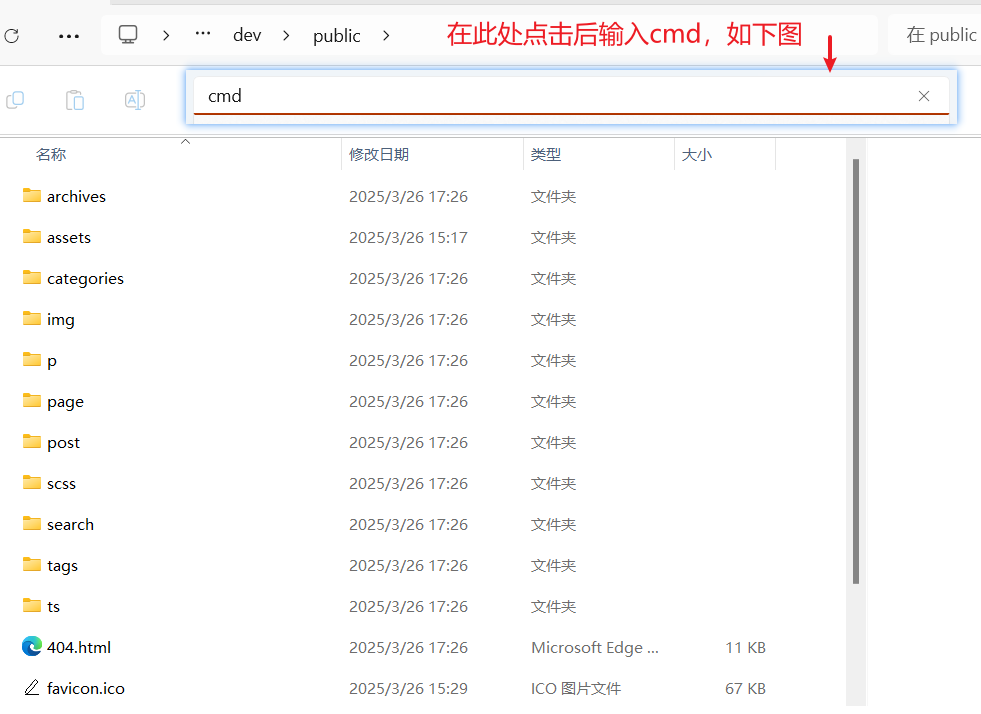 … dev public 在此处点击后输入cmd，如下图 在 public
cmd
名称 修改日期 类型 大小
archives 2025/3/26 17:26 文件夹
assets 2025/3/26 15:17 文件夹
categories 2025/3/26 17:26 文件夹
img 2025/3/26 17:26 文件夹
p 2025/3/26 17:26 文件夹
page 2025/3/26 17:26 文件夹
post 2025/3/26 17:26 文件夹
scss 2025/3/26 17:26 文件夹
search 2025/3/26 17:26 文件夹
tags 2025/3/26 17:26 文件夹
ts 2025/3/26 17:26 文件夹
404.html 2025/3/26 17:26 Microsoft Edge ... 11 KB
favicon.ico 2025/3/26 15:29 ICO 图片文件 67 KB